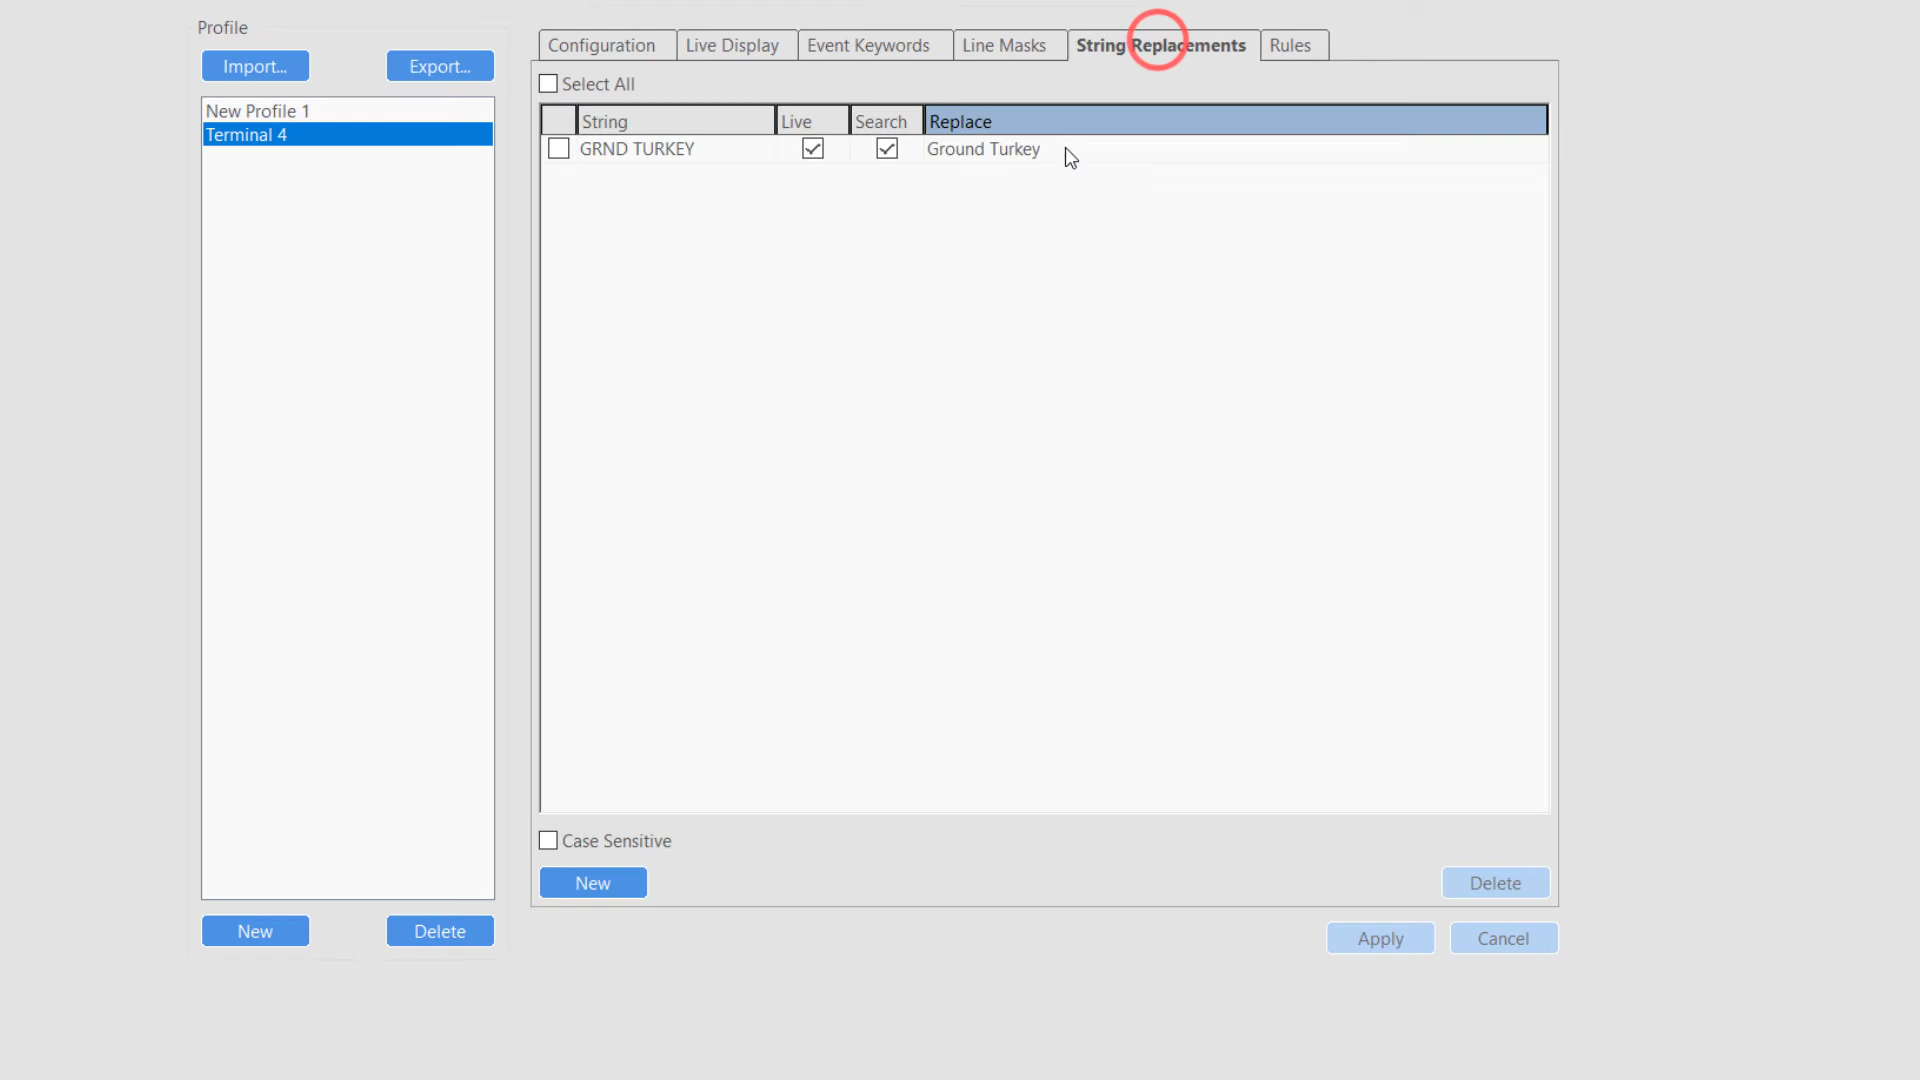 Profile
Import...
Export...
New Profile 1
Terminal 4
New
Delete
Configuration
Live Display
Event Keywords
Line Masks
String Replacements
Rules
Select All
String
Live
Search
Replace
GRND TURKEY
Ground Turkey
Case Sensitive
New
Delete
Apply
Cancel